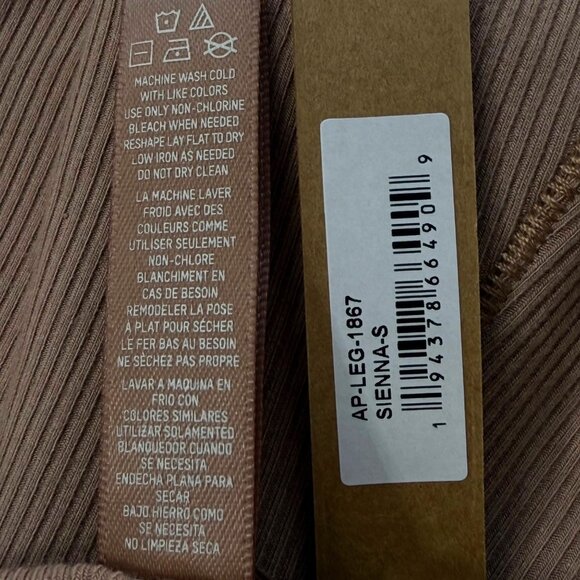 MACHINE WASH COLD
WITH LIKE COLORS
USE ONLY NON-CHLORINE
BLEACH WHEN NEEDED
RESHAPE LAY FLAT TO DRY
LOW IRON AS NEEDED
DO NOT DRY CLEAN
LA MACHINE LAVER
FROID AVEC DES
COULEURS COMME
UTILISER SEULEMENT
NON-CHLORE
BLANCHIMENT EN
CAS DE BESOIN
REMODELER LA POSE
À PLAT POUR SÉCHER
LE FER BAS AU BESOIN
NE SÉCHEZ PAS PROPRE
LAVAR A MAQUINA EN
FRIO CON
COLORES SIMILARES
UTILIZAR SOLAMENTED
BLANQUEDOR CUANDO
SE NECESITA
ENDECHA PLANA PARA
SECAR
BAJO HIERRO COMO
SE NECESITA
NO LIMPIEZA SECA
AP-LEG-1867
SIENNA-S
1 94378 66490 9